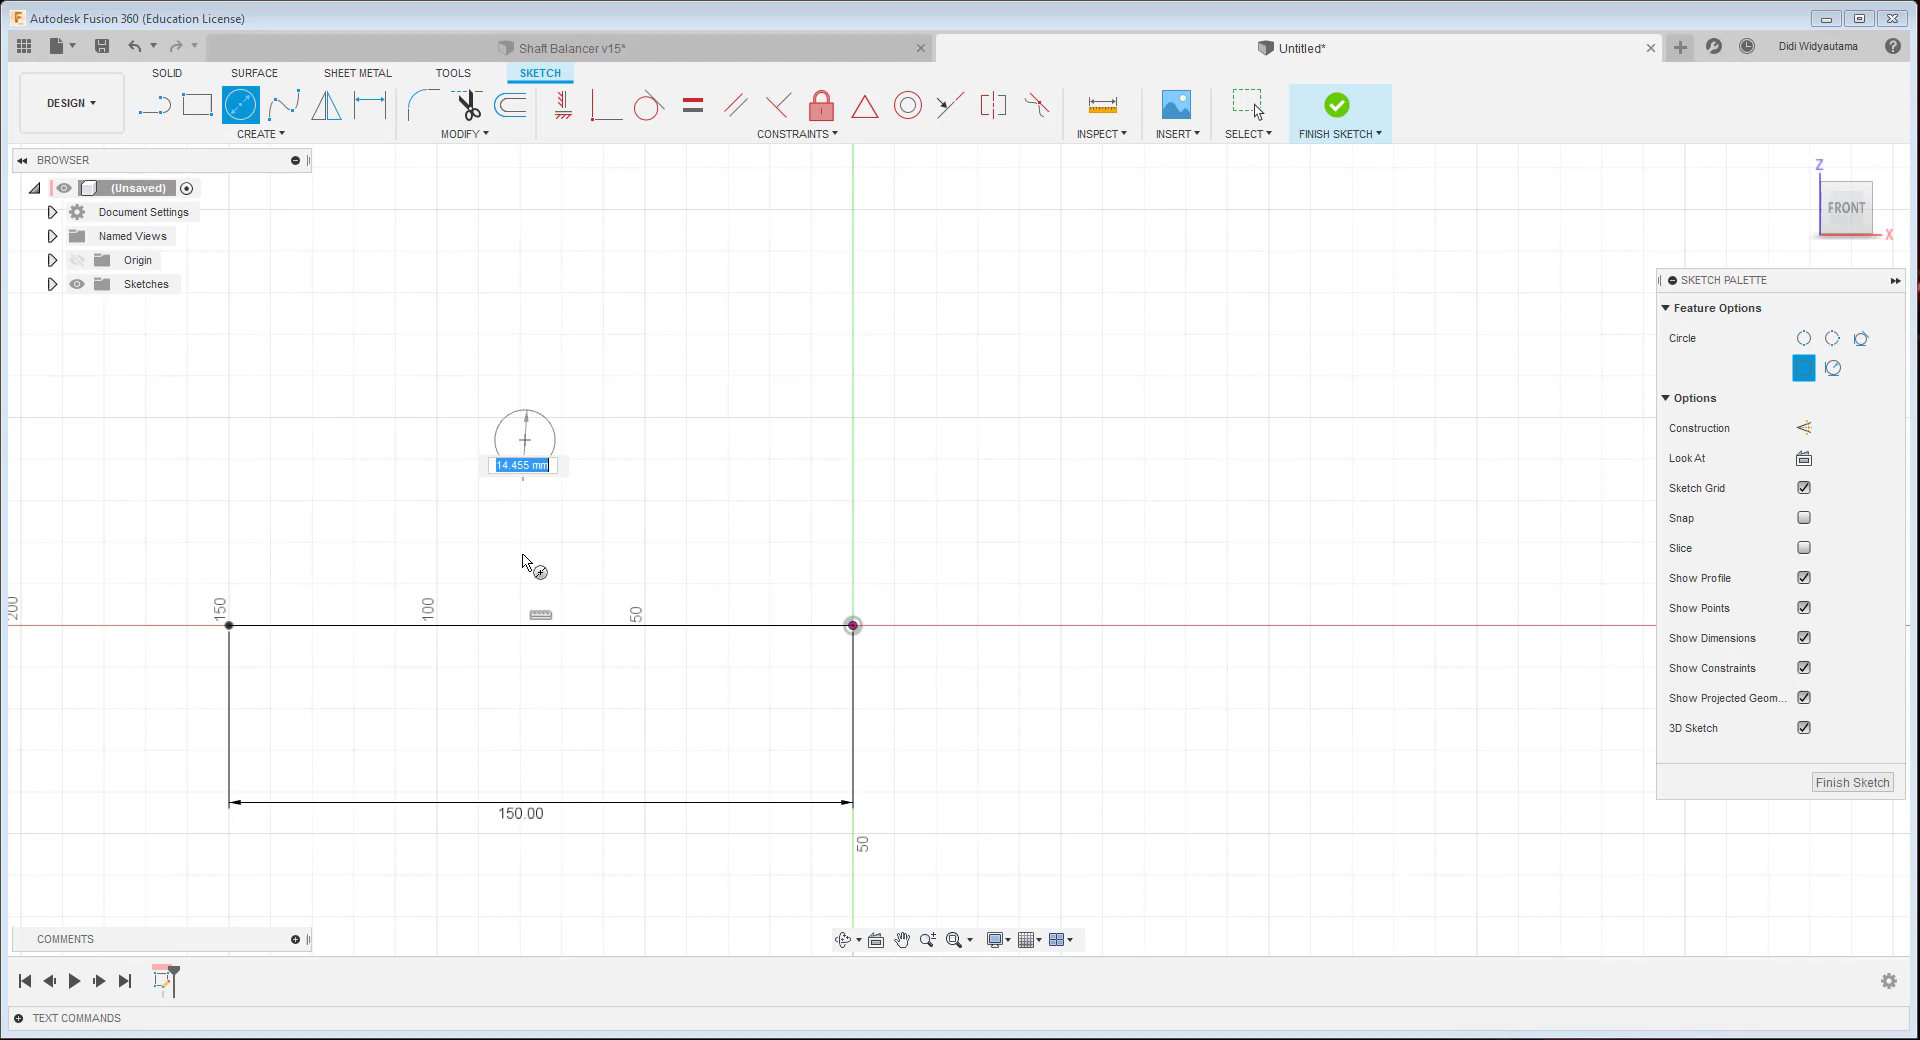 Autodesk Fusion 360 (Education License)
Shaft Balancer v15*
Untitled*
Didi Widyautama
DESIGN
SOLID
SURFACE
SHEET METAL
TOOLS
SKETCH
CREATE
MODIFY
CONSTRAINTS
INSPECT
INSERT
SELECT
FINISH SKETCH
BROWSER
(Unsaved)
Document Settings
Named Views
Origin
Sketches
Z
FRONT
X
SKETCH PALETTE
Feature Options
Circle
Options
Construction
Look At
Sketch Grid
Snap
Slice
Show Profile
Show Points
Show Dimensions
Show Constraints
Show Projected Geom...
3D Sketch
Finish Sketch
14.455 mm
200
150
100
50
150.00
50
COMMENTS
TEXT COMMANDS